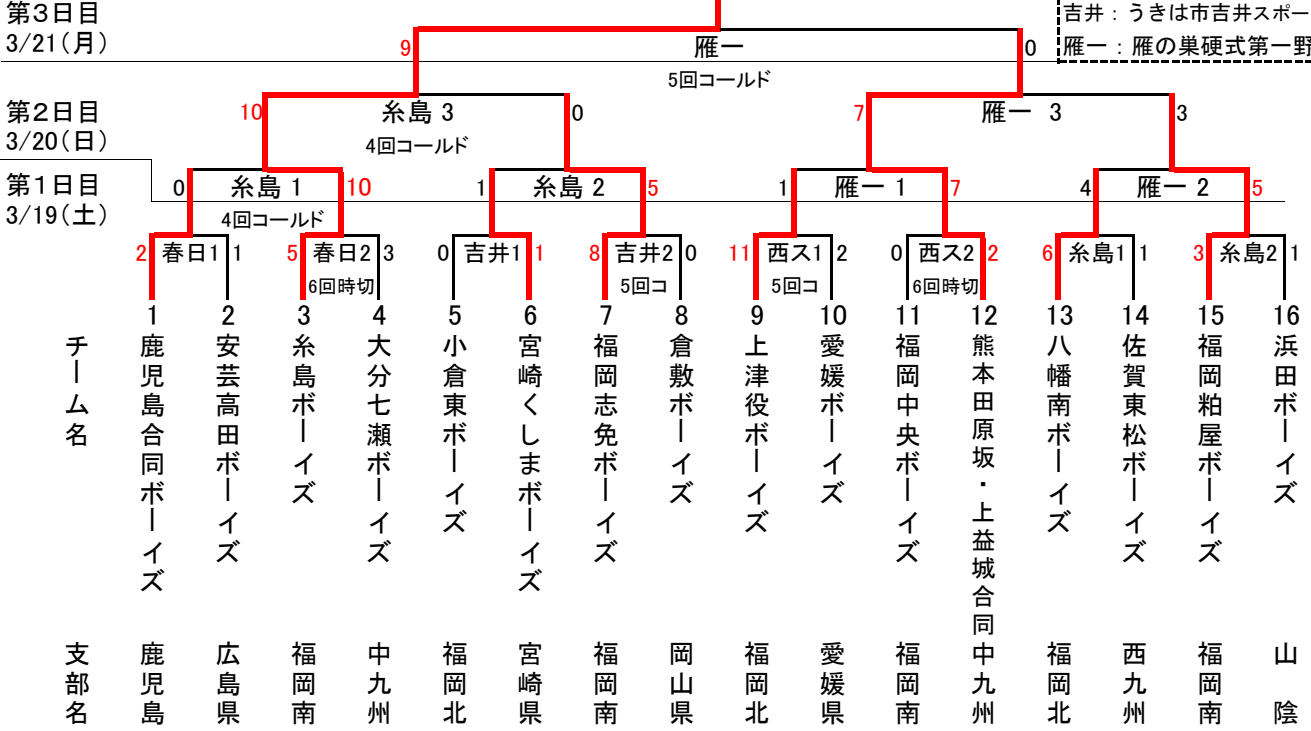 第3日目
3/21(月)
9
雁一
0
5回コールド
吉井：うきは市吉井スポー
雁一：雁の巣硬式第一野
第2日目
3/20(日)
10
糸島 3
0
4回コールド
7
雁一 3
3
第1日目
3/19(土)
0
糸島 1
10
4回コールド
1
糸島 2
5
1
雁一 1
7
4
雁一 2
5
2
春日1
1
5
春日2
3
6回時切
0
吉井1
1
8
吉井2
0
5回コ
11
西ス1
2
5回コ
0
西ス2
2
6回時切
6
糸島1
1
3
糸島2
1
1 2 3 4 5 6 7 8 9 10 11 12 13 14 15 16
チーム名
鹿児島合同ボーイズ
安芸高田ボーイズ
糸島ボーイズ
大分七瀬ボーイズ
小倉東ボーイズ
宮崎くしまボーイズ
福岡志免ボーイズ
倉敷ボーイズ
上津役ボーイズ
愛媛ボーイズ
福岡中央ボーイズ
熊本田原坂・上益城合同
八幡南ボーイズ
佐賀東松ボーイズ
福岡粕屋ボーイズ
浜田ボーイズ
支部名
鹿児島
広島県
福岡南
中九州
福岡北
宮崎県
福岡南
岡山県
福岡北
愛媛県
福岡南
中九州
福岡北
西九州
福岡南
山陰